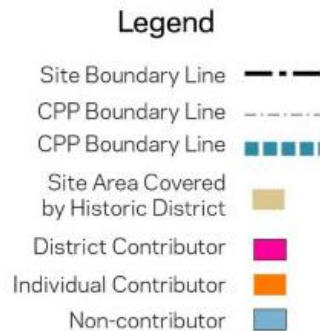 Legend
Site Boundary Line
CPP Boundary Line
CPP Boundary Line
Site Area Covered
by Historic District
District Contributor
Individual Contributor
Non-contributor